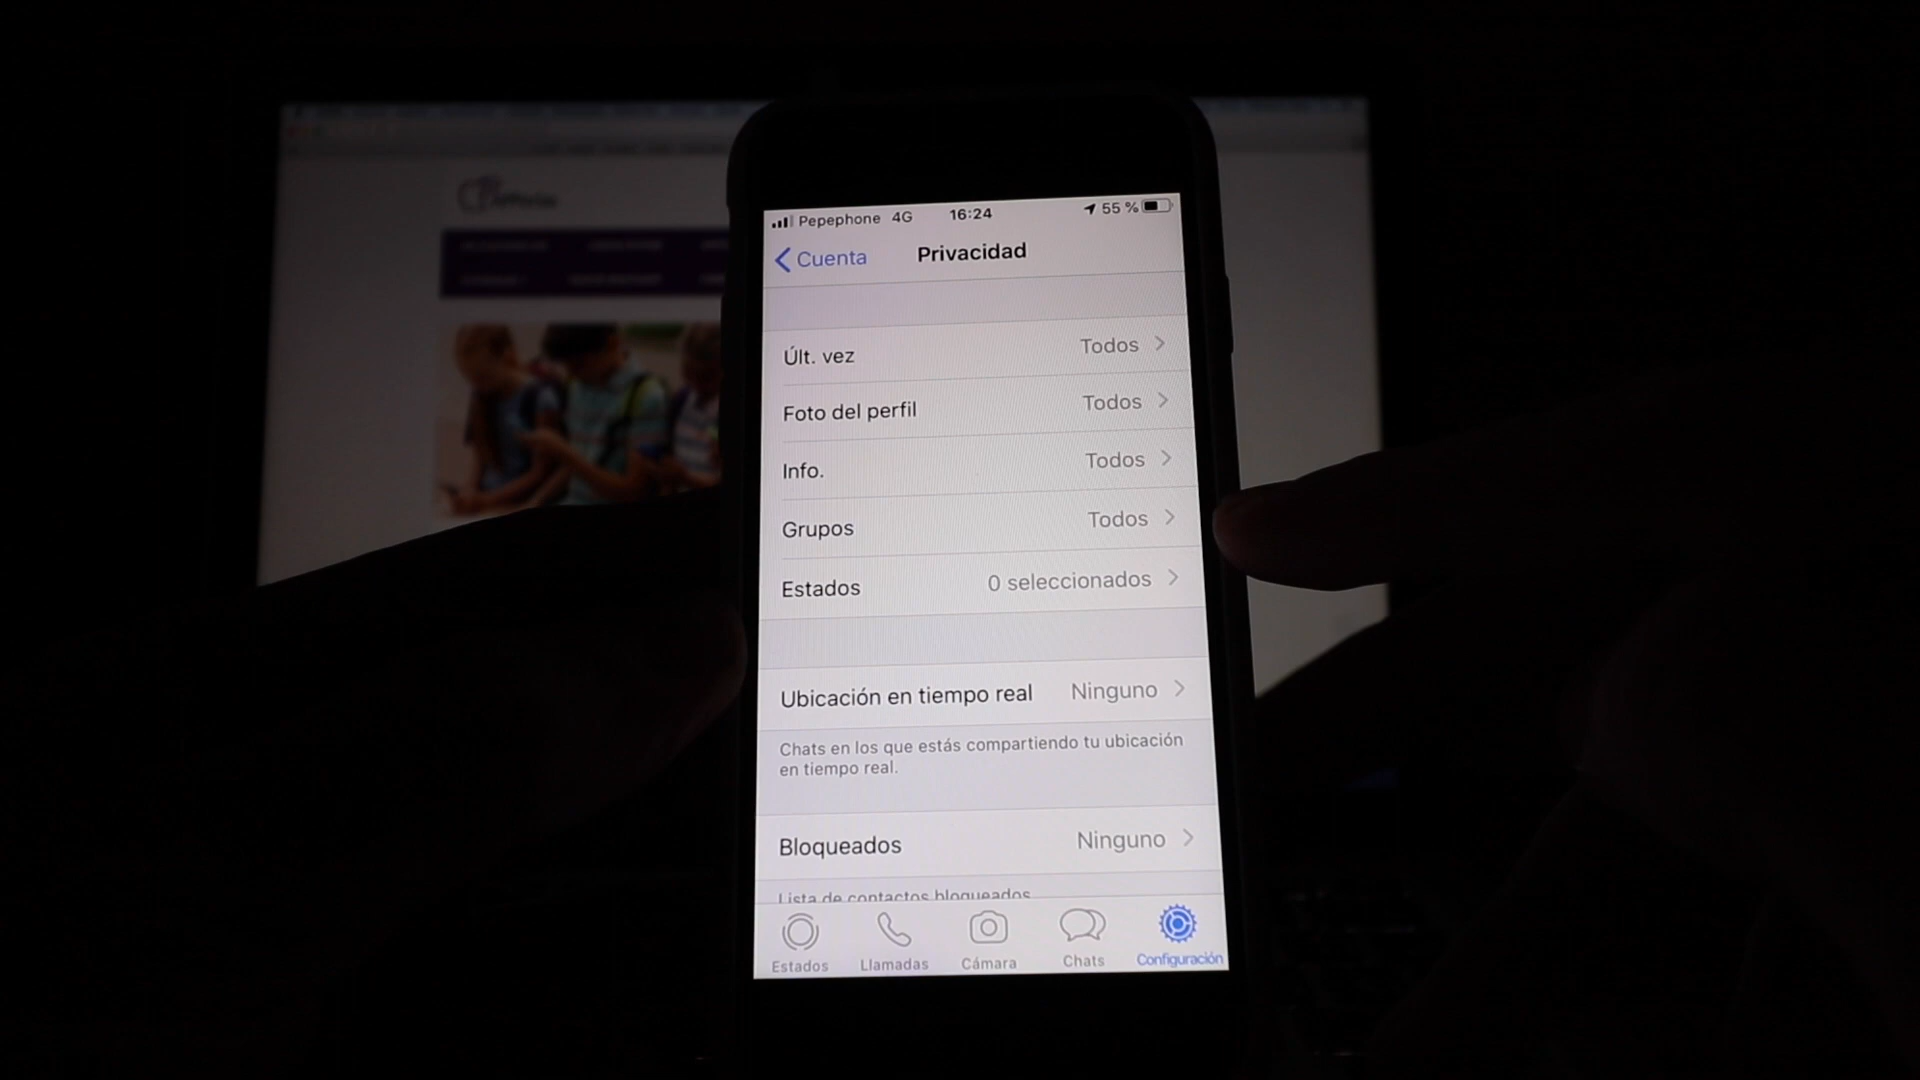 Pepephone 4G 16:24 55 %
Cuenta Privacidad
Últ. vez Todos
Foto del perfil Todos
Info. Todos
Grupos Todos
Estados 0 seleccionados
Ubicación en tiempo real Ninguno
Chats en los que estás compartiendo tu ubicación
en tiempo real.
Bloqueados Ninguno
Lista de contactos bloqueados
Estados Llamadas Cámara Chats Configuración